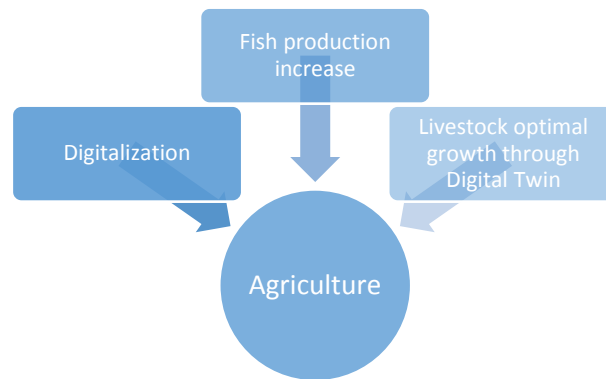 Fish production
increase
Digitalization
Livestock optimal
growth through
Digital Twin
Agriculture